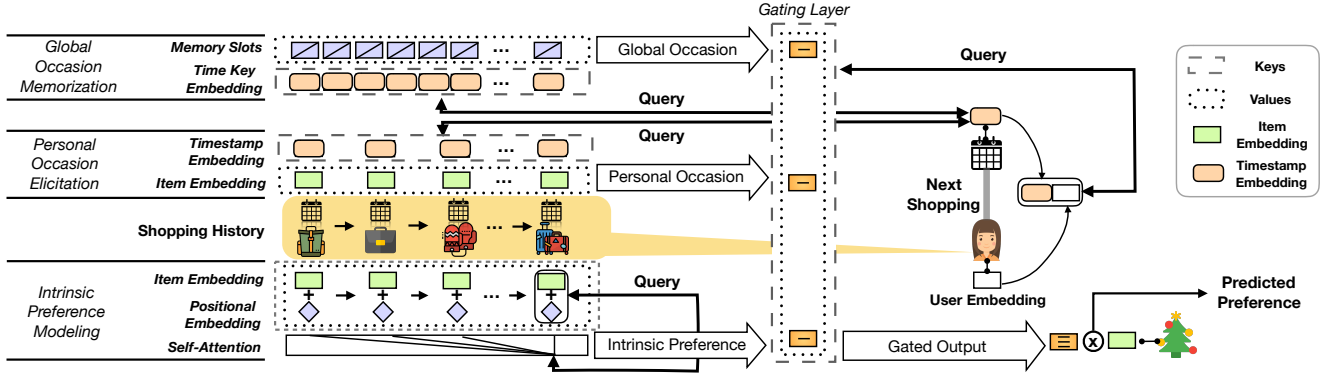 Gating Layer
Global
Occasion
Memorization
Memory Slots
Time Key
Embedding
...
...
Global Occasion
Query
Query
Query
Keys
Values
Item
Embedding
Timestamp
Embedding
Personal
Occasion
Elicitation
Timestamp
Embedding
Item Embedding
...
...
Personal Occasion
Next
Shopping
Shopping History
...
User Embedding
Intrinsic
Preference
Modeling
Item Embedding
Positional
Embedding
Self-Attention
+
+
+
...
+
Query
Intrinsic Preference
Gated Output
x
Predicted
Preference